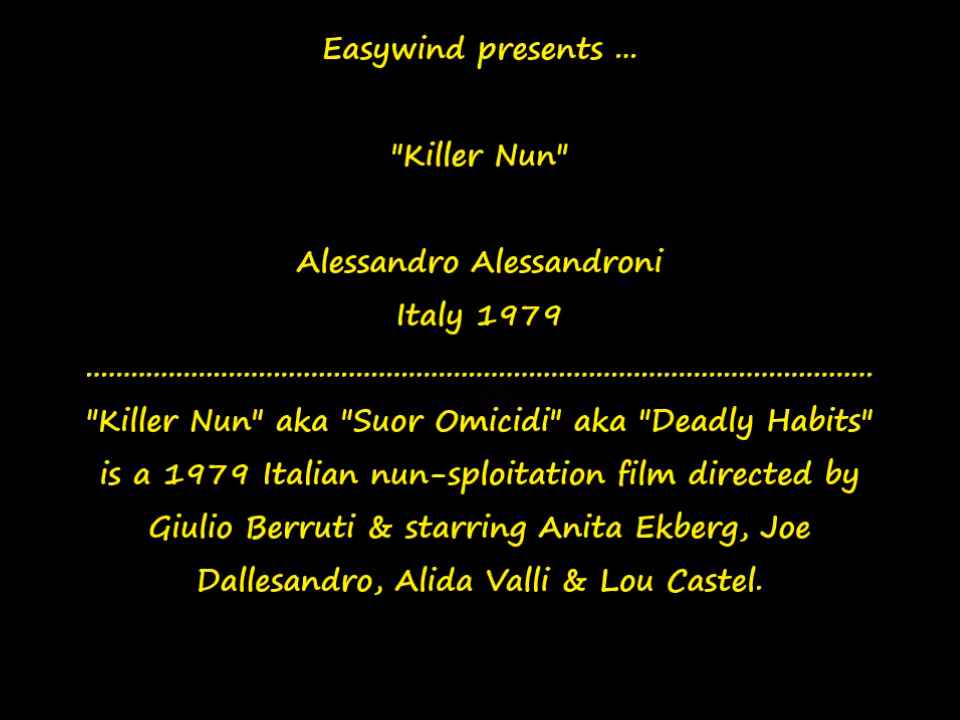 Easywind presents ...
"Killer Nun"
Alessandro Alessandroni
Italy 1979
..........................................................................................
"Killer Nun" aka "Suor Omicidi" aka "Deadly Habits"
is a 1979 Italian nun-sploitation film directed by
Giulio Berruti & starring Anita Ekberg, Joe
Dallesandro, Alida Valli & Lou Castel.